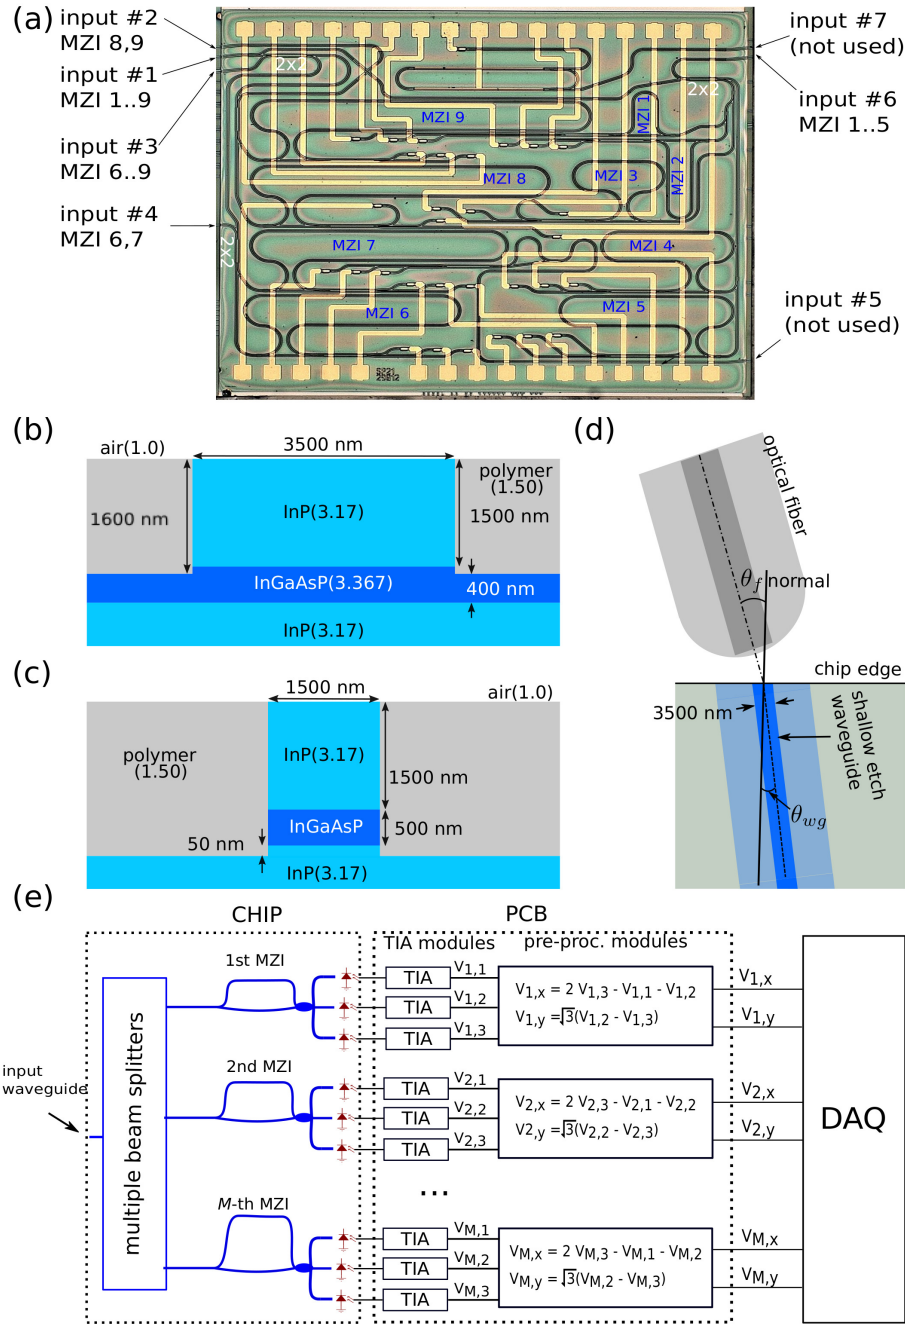 (a)
input #2
MZI 8,9
input #1
MZI 1..9
input #3
MZI 6..9
input #4
MZI 6,7
input #7
(not used)
input #6
MZI 1..5
input #5
(not used)
2x2
2x2
2x2
MZI 9
MZI 1
MZI 8
MZI 3
MZI 2
MZI 7
MZI 4
MZI 6
MZI 5
(b)
air(1.0)
3500 nm
polymer
(1.50)
1600 nm
InP(3.17)
1500 nm
InGaAsP(3.367)
400 nm
InP(3.17)
(c)
1500 nm
air(1.0)
polymer
(1.50)
InP(3.17)
1500 nm
InGaAsP
500 nm
50 nm
InP(3.17)
(d)
optical fiber
θf
normal
chip edge
3500 nm
shallow etch
waveguide
θwg
(e)
CHIP
PCB
TIA modules
pre-proc. modules
input
waveguide
multiple beam splitters
1st MZI
TIA
V1,1
TIA
V1,2
TIA
V1,3
V1,x = 2 V1,3 - V1,1 - V1,2
V1,y =√3(V1,2 - V1,3)
V1,x
V1,y
2nd MZI
TIA
V2,1
TIA
V2,2
TIA
V2,3
V2,x = 2 V2,3 - V2,1 - V2,2
V2,y =√3(V2,2 - V2,3)
V2,x
V2,y
...
M-th MZI
TIA
VM,1
TIA
VM,2
TIA
VM,3
VM,x = 2 VM,3 - VM,1 - VM,2
VM,y = √3(VM,2 - VM,3)
VM,x
VM,y
DAQ